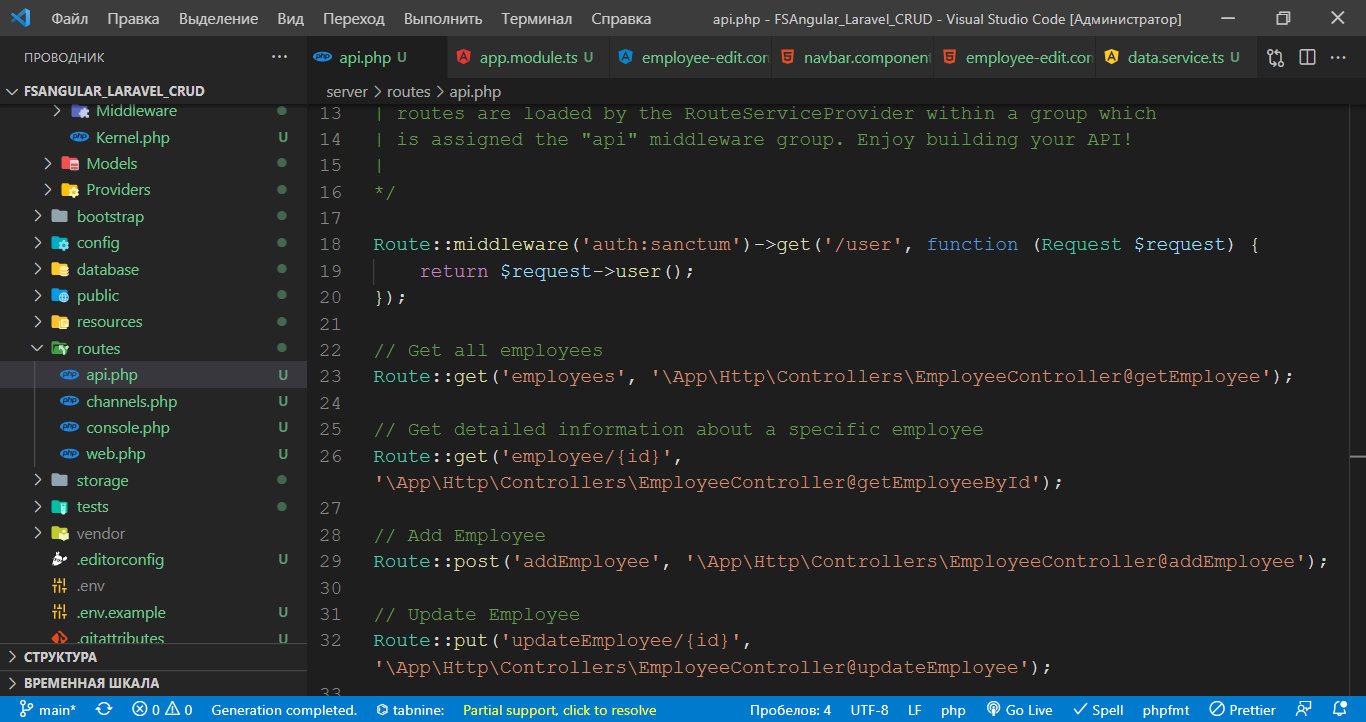 Файл Правка Выделение Вид Переход Выполнить Терминал Справка api.php - FSAngular_Laravel_CRUD - Visual Studio Code [Администратор]
ПРОВОДНИК ···
FSANGULAR_LARAVEL_CRUD
Middleware
php Kernel.php U
Models
Providers
bootstrap
config
database
public
resources
routes
php api.php U
php channels.php U
php console.php U
php web.php U
storage
tests
vendor
.editorconfig U
.env
.env.example U
.gitattributes U
СТРУКТУРА
ВРЕМЕННАЯ ШКАЛА
php api.php U app.module.ts U employee-edit.con navbar.componen employee-edit.con data.service.ts U ···
server > routes > api.php
13 | routes are loaded by the RouteServiceProvider within a group which
14 | is assigned the "api" middleware group. Enjoy building your API!
15 |
16 */
17
18 Route::middleware('auth:sanctum')->get('/user', function (Request $request) {
19 return $request->user();
20 });
21
22 // Get all employees
23 Route::get('employees', '\App\Http\Controllers\EmployeeController@getEmployee');
24
25 // Get detailed information about a specific employee
26 Route::get('employee/{id}',
'\App\Http\Controllers\EmployeeController@getEmployeeById');
27
28 // Add Employee
29 Route::post('addEmployee', '\App\Http\Controllers\EmployeeController@addEmployee');
30
31 // Update Employee
32 Route::put('updateEmployee/{id}',
'\App\Http\Controllers\EmployeeController@updateEmployee');
33
main* 0 0 Generation completed. tabnine: Partial support, click to resolve Пробелов: 4 UTF-8 LF php Go Live Spell phpfmt Prettier